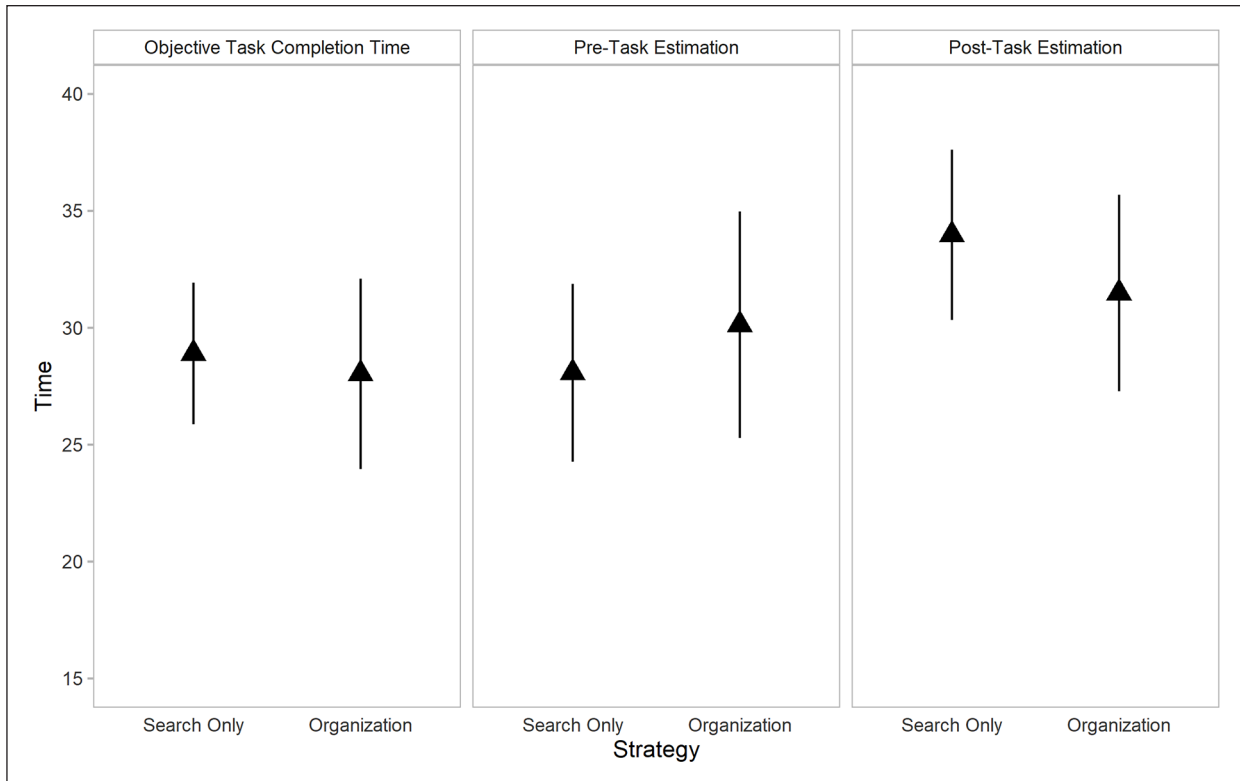 Objective Task Completion Time
Pre-Task Estimation
Post-Task Estimation
40
35
30
25
20
15
Time
Search Only
Organization
Search Only
Organization
Search Only
Organization
Strategy